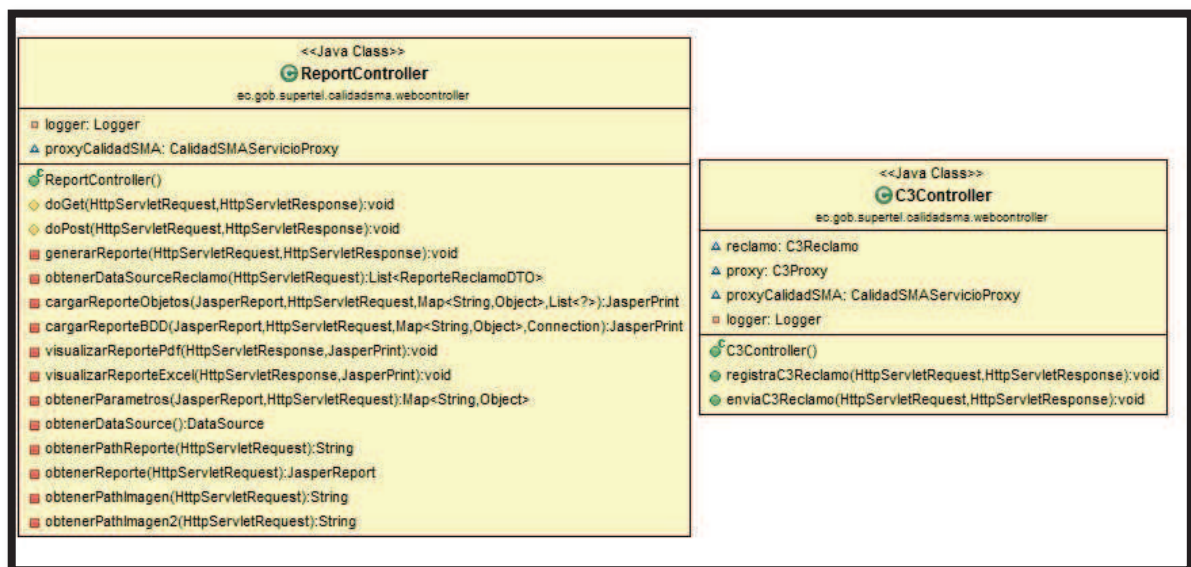 <<Java Class>>
ReportController
ec.gob.supertel.calidadsma.webcontroller
logger: Logger
proxyCalidadSMA: CalidadSMAServicioProxy
ReportController()
doGet(HttpServletRequest,HttpServletResponse):void
doPost(HttpServletRequest,HttpServletResponse):void
generarReporte(HttpServletRequest,HttpServletResponse):void
obtenerDataSourceReclamo(HttpServletRequest):List<ReporteReclamoDTO>
cargarReporteObjetos(JasperReport,HttpServletRequest,Map<String,Object>,List<?>):JasperPrint
cargarReporteBDD(JasperReport,HttpServletRequest,Map<String,Object>,Connection):JasperPrint
visualizarReportePdf(HttpServletResponse,JasperPrint):void
visualizarReporteExcel(HttpServletResponse,JasperPrint):void
obtenerParametros(JasperReport,HttpServletRequest):Map<String,Object>
obtenerDataSource():DataSource
obtenerPathReporte(HttpServletRequest):String
obtenerReporte(HttpServletRequest):JasperReport
obtenerPathImagen(HttpServletRequest):String
obtenerPathImagen2(HttpServletRequest):String
<<Java Class>>
C3Controller
ec.gob.supertel.calidadsma.webcontroller
reclamo: C3Reclamo
proxy: C3Proxy
proxyCalidadSMA: CalidadSMAServicioProxy
logger: Logger
C3Controller()
registraC3Reclamo(HttpServletRequest,HttpServletResponse):void
enviaC3Reclamo(HttpServletRequest,HttpServletResponse):void